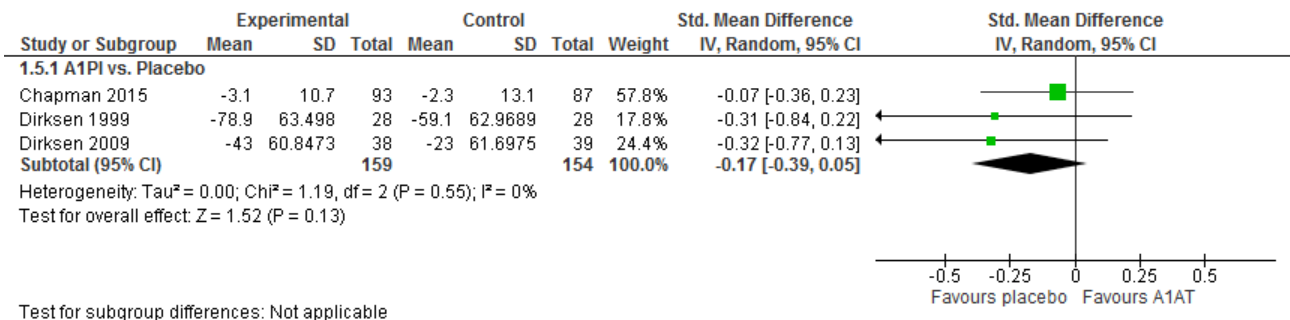 Experimental Control Std. Mean Difference Std. Mean Difference
Study or Subgroup Mean SD Total Mean SD Total Weight IV, Random, 95% CI IV, Random, 95% CI
1.5.1 A1PI vs. Placebo
Chapman 2015 -3.1 10.7 93 -2.3 13.1 87 57.8% -0.07 [-0.36, 0.23]
Dirksen 1999 -78.9 63.498 28 -59.1 62.9689 28 17.8% -0.31 [-0.84, 0.22]
Dirksen 2009 -43 60.8473 38 -23 61.6975 39 24.4% -0.32 [-0.77, 0.13]
Subtotal (95% CI) 159 154 100.0% -0.17 [-0.39, 0.05]
Heterogeneity: Tau² = 0.00; Chi² = 1.19, df = 2 (P = 0.55); I² = 0%
Test for overall effect: Z = 1.52 (P = 0.13)
-0.5 -0.25 0 0.25 0.5
Favours placebo Favours A1AT
Test for subgroup differences: Not applicable